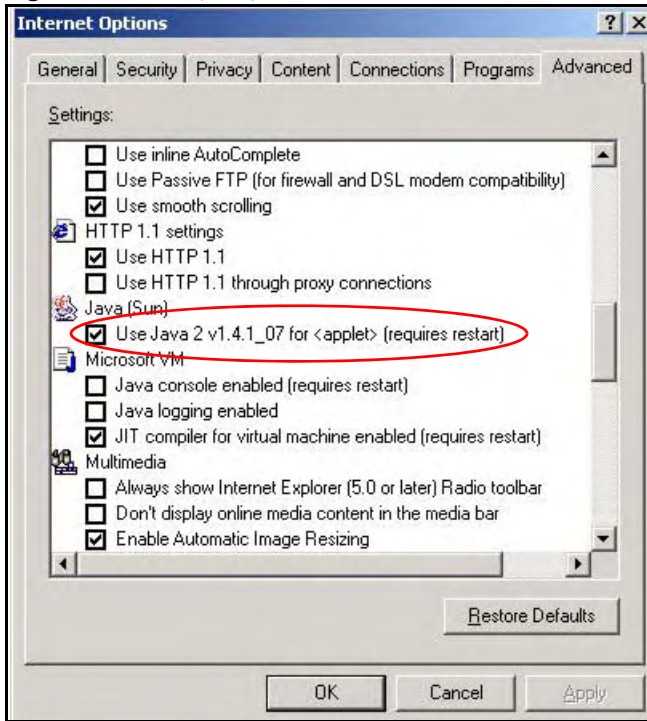 Internet Options
General Security Privacy Content Connections Programs Advanced
Settings:
Use inline AutoComplete
Use Passive FTP (for firewall and DSL modem compatibility)
Use smooth scrolling
HTTP 1.1 settings
Use HTTP 1.1
Use HTTP 1.1 through proxy connections
Java (Sun)
Use Java 2 v1.4.1_07 for <applet> (requires restart)
Microsoft VM
Java console enabled (requires restart)
Java logging enabled
JIT compiler for virtual machine enabled (requires restart)
Multimedia
Always show Internet Explorer (5.0 or later) Radio toolbar
Don't display online media content in the media bar
Enable Automatic Image Resizing
Restore Defaults
OK Cancel Apply